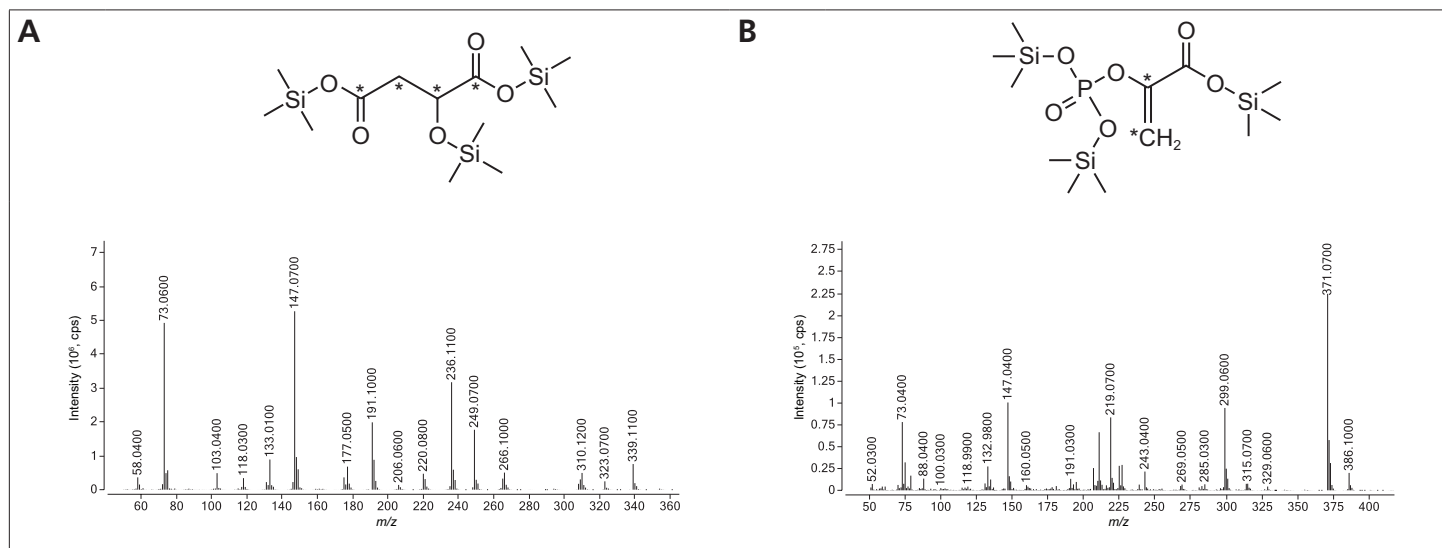 A
O
O
Si
O
*
*
*
*
O
Si
O
O
Si
Intensity (10⁶, cps)
7
6
5
4
3
2
1
0
58.0400
73.0600
103.0400
118.0300
133.0100
147.0700
177.0500
191.1000
206.0600
220.0800
236.1100
249.0700
266.1000
310.1200
323.0700
339.1100
60 80 100 120 140 160 180 200 220 240 260 280 300 320 340 360
m/z
B
O
Si
O
O
*
P
O
O
Si
O
*CH₂
Si
Intensity (10⁵, cps)
2.75
2.5
2.25
2
1.75
1.5
1.25
1
0.75
0.5
0.25
0
52.0300
73.0400
88.0400
100.0300
118.9900
132.9800
147.0400
160.0500
191.0300
219.0700
243.0400
269.0500
285.0300
299.0600
315.0700
329.0600
371.0700
386.1000
50 75 100 125 150 175 200 225 250 275 300 325 350 375 400
m/z